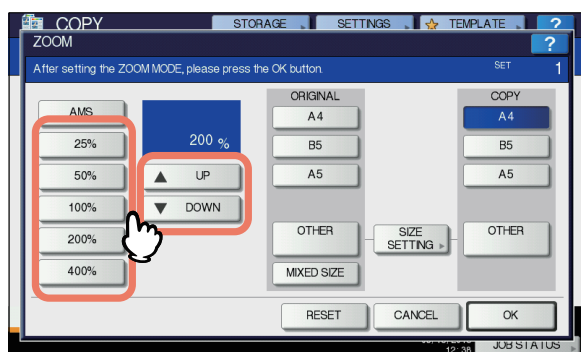 COPY STORAGE SETTINGS TEMPLATE ?
ZOOM ?
After setting the ZOOM MODE, please press the OK button. SET 1
ORIGINAL COPY
AMS A4 A4
25% 200 % B5 B5
50% UP A5 A5
100% DOWN
200% OTHER SIZE SETTING OTHER
400% MIXED SIZE
RESET CANCEL OK
12:38 JOB STATUS